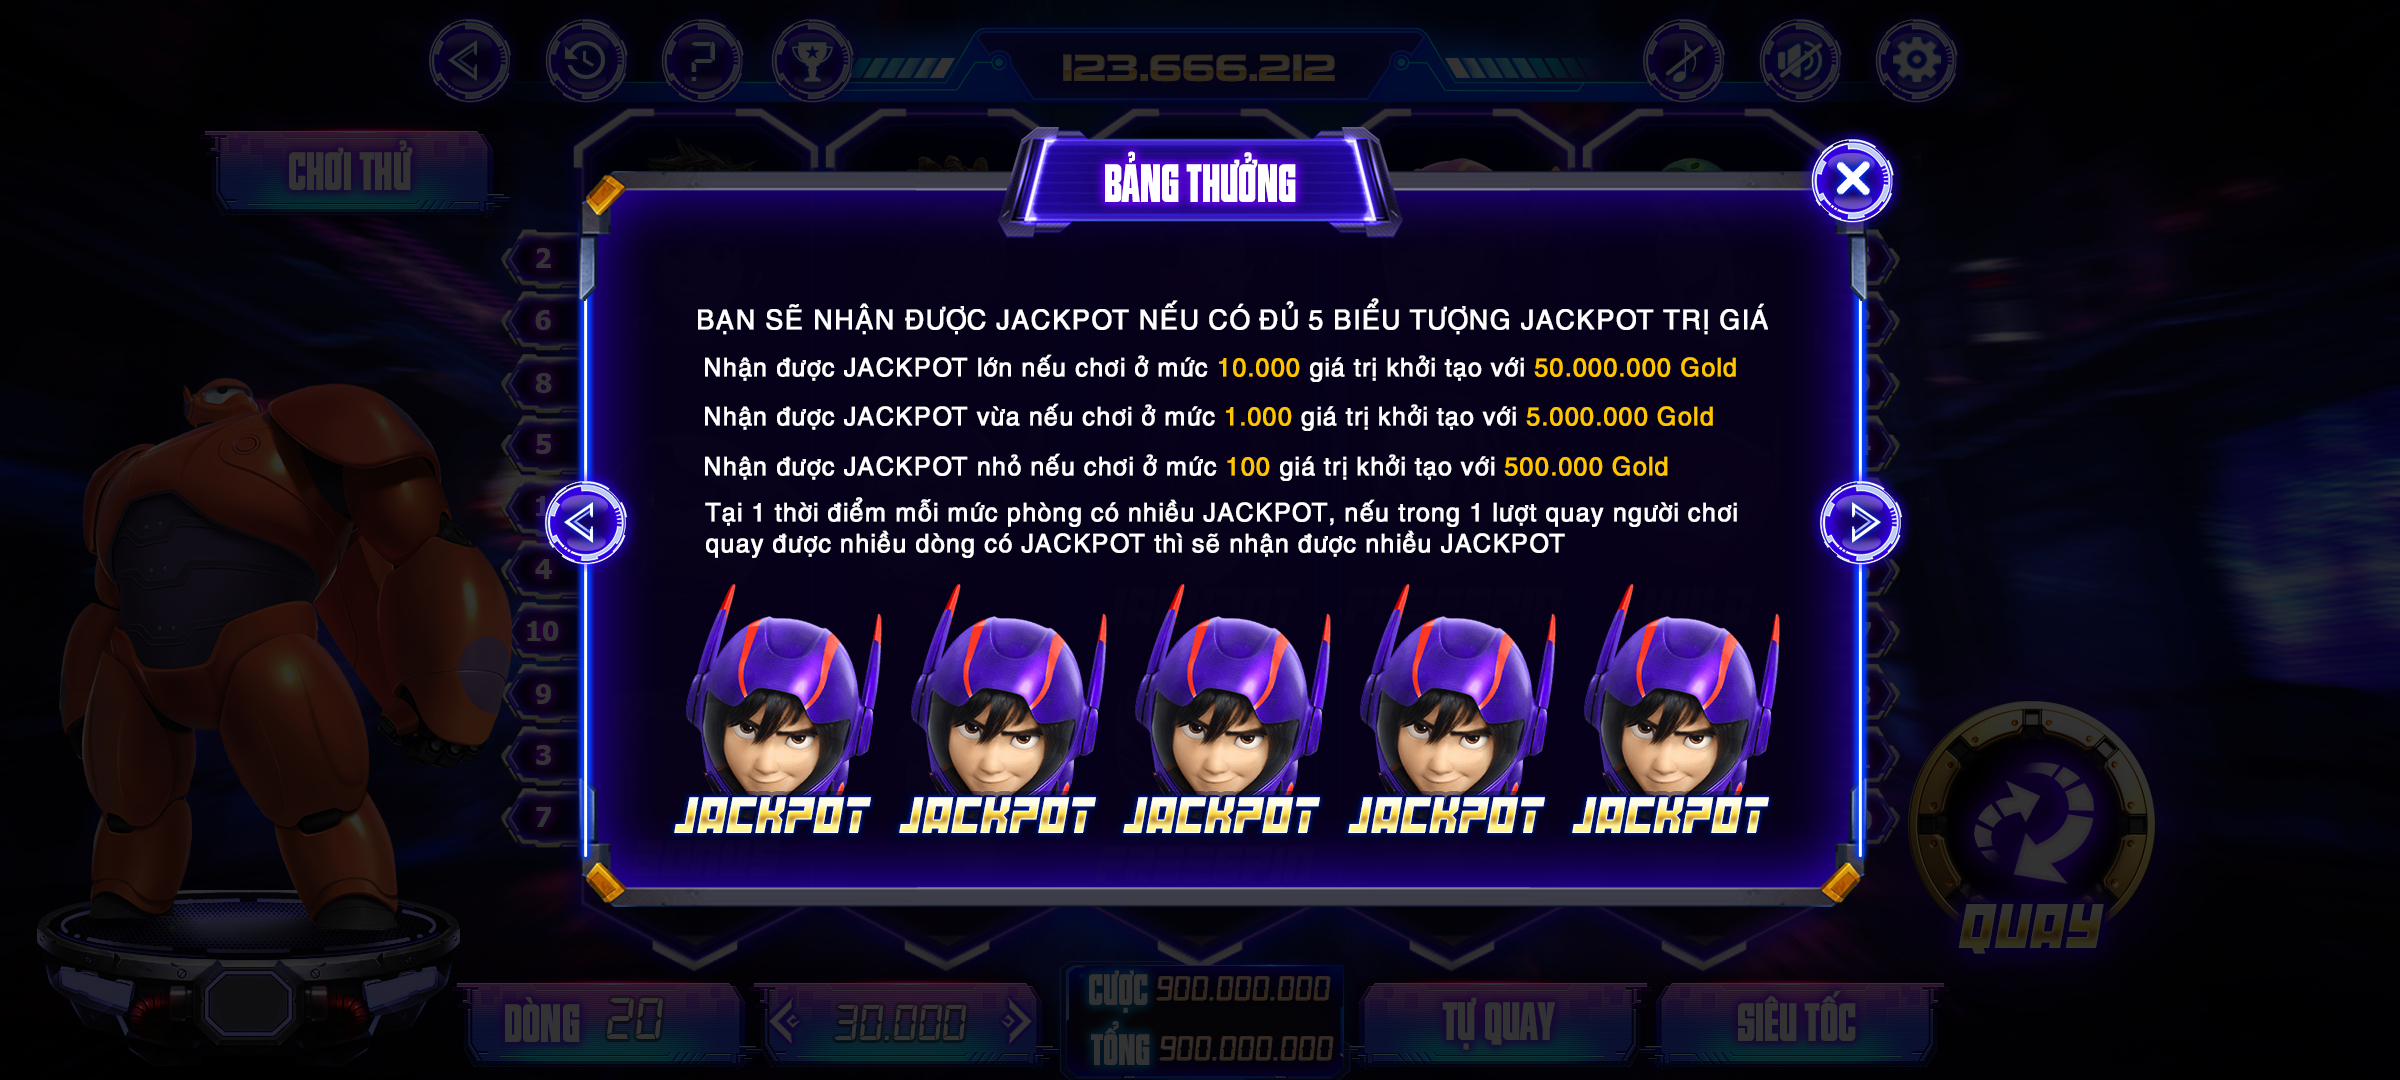 123.666.212
CHƠI THỬ
BẢNG THƯỞNG
2
6
8
5
1
4
10
9
3
7
BẠN SẼ NHẬN ĐƯỢC JACKPOT NẾU CÓ ĐỦ 5 BIỂU TƯỢNG JACKPOT TRỊ GIÁ
Nhận được JACKPOT lớn nếu chơi ở mức 10.000 giá trị khởi tạo với 50.000.000 Gold
Nhận được JACKPOT vừa nếu chơi ở mức 1.000 giá trị khởi tạo với 5.000.000 Gold
Nhận được JACKPOT nhỏ nếu chơi ở mức 100 giá trị khởi tạo với 500.000 Gold
Tại 1 thời điểm mỗi mức phòng có nhiều JACKPOT, nếu trong 1 lượt quay người chơi
quay được nhiều dòng có JACKPOT thì sẽ nhận được nhiều JACKPOT
JACKPOT JACKPOT JACKPOT JACKPOT JACKPOT
QUAY
DÒNG 20
30.000
CƯỢC 900.000.000
TỔNG 900.000.000
TỰ QUAY
SIÊU TỐC